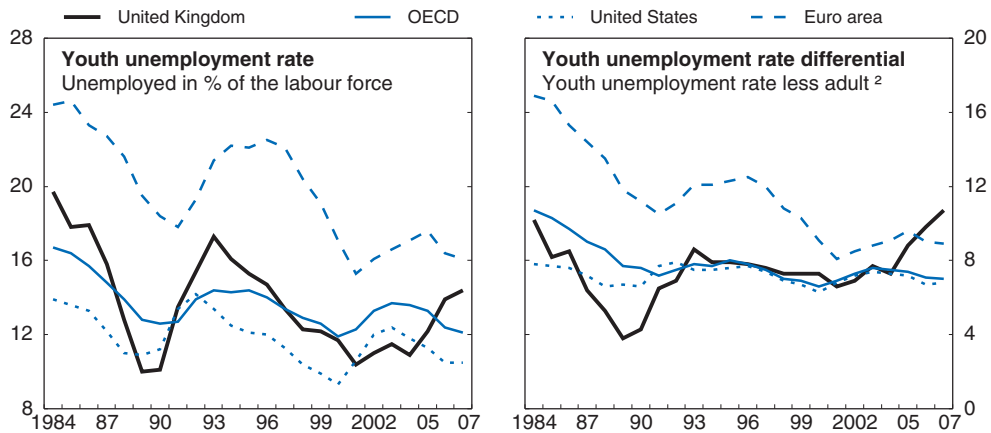 United Kingdom OECD United States Euro area
Youth unemployment rate
Unemployed in % of the labour force
28
24
20
16
12
8
1984 87 90 93 96 99 2002 05 07
Youth unemployment rate differential
Youth unemployment rate less adult ²
20
16
12
8
4
0
1984 87 90 93 96 99 2002 05 07